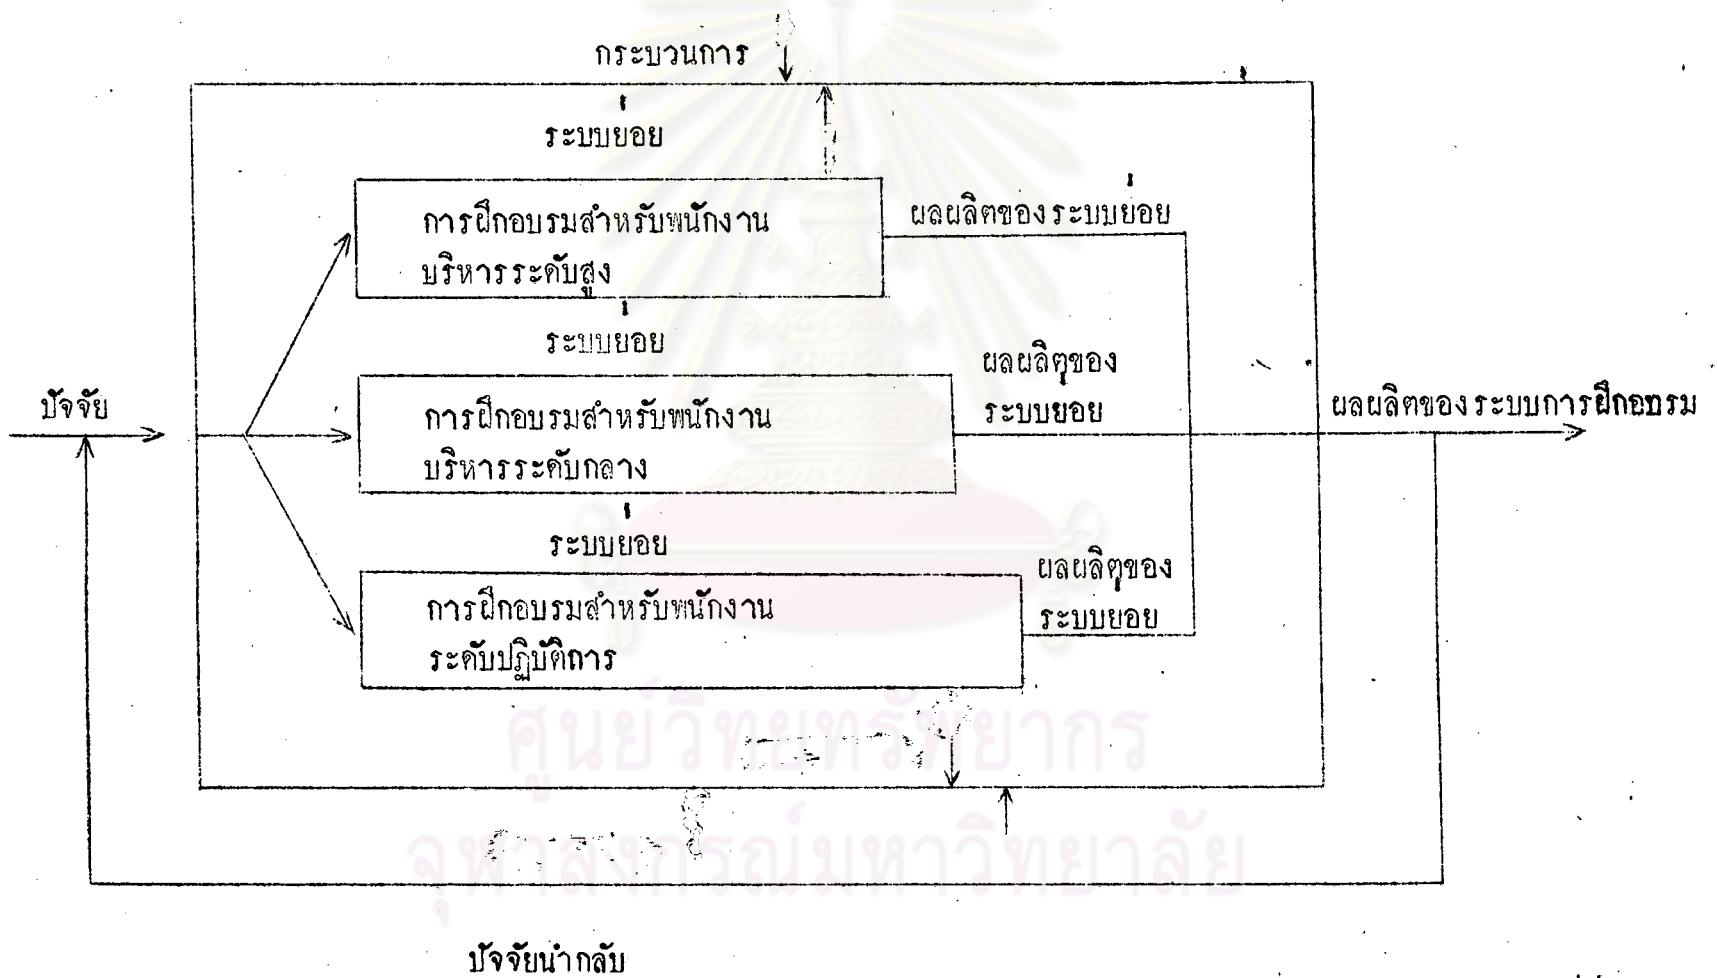 กระบวนการ
ระบบย่อย
การฝึกอบรมสำหรับพนักงาน
บริหารระดับสูง
ผลผลิตของระบบย่อย
ระบบย่อย
การฝึกอบรมสำหรับพนักงาน
บริหารระดับกลาง
ผลผลิตของ
ระบบย่อย
ปัจจัย
ผลผลิตของระบบการฝึกอบรม
ระบบย่อย
การฝึกอบรมสำหรับพนักงาน
ระดับปฏิบัติการ
ผลผลิตของ
ระบบย่อย
ศูนย์วิทยทรัพยากร
จุฬาลงกรณ์มหาวิทยาลัย
ปัจจัยนำกลับ